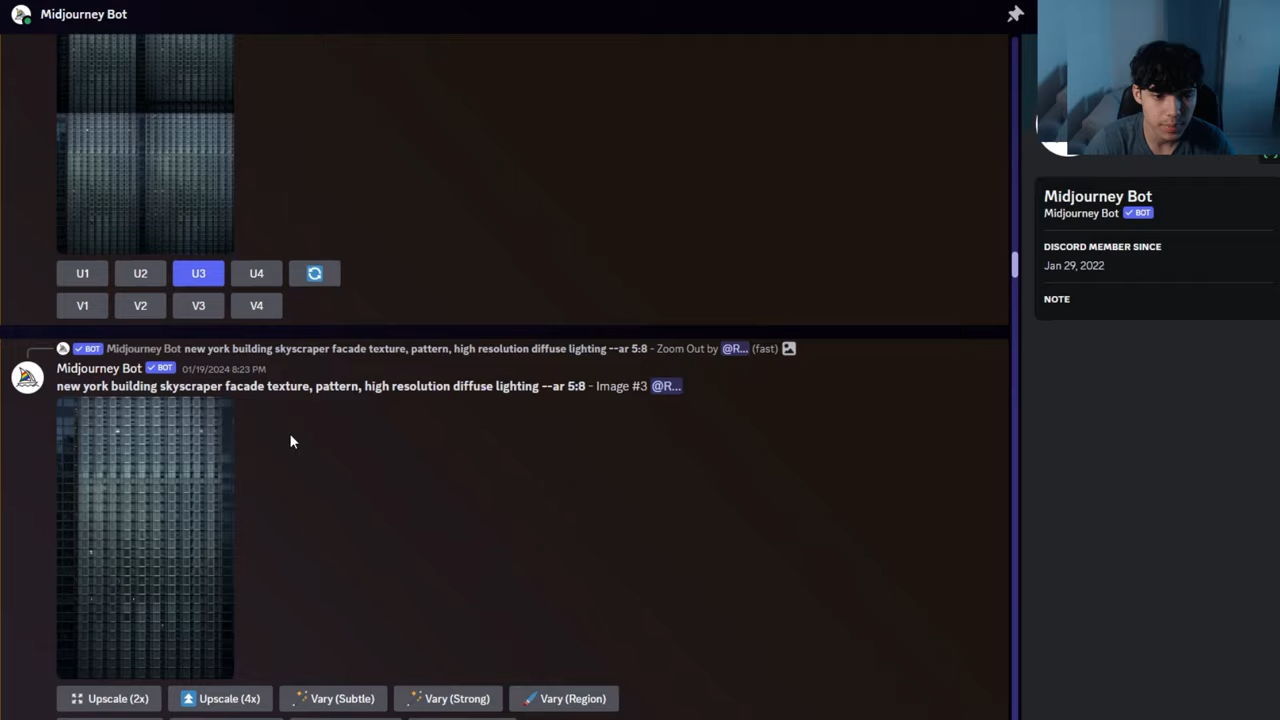 Midjourney Bot
U1 U2 U3 U4
V1 V2 V3 V4
BOT Midjourney Bot new york building skyscraper facade texture, pattern, high resolution diffuse lighting --ar 5:8 - Zoom Out by @R... (fast)
Midjourney Bot BOT 01/19/2024 8:23 PM
new york building skyscraper facade texture, pattern, high resolution diffuse lighting --ar 5:8 - Image #3 @R...
Upscale (2x) Upscale (4x) Vary (Subtle) Vary (Strong) Vary (Region)
Midjourney Bot
Midjourney Bot BOT
DISCORD MEMBER SINCE
Jan 29, 2022
NOTE